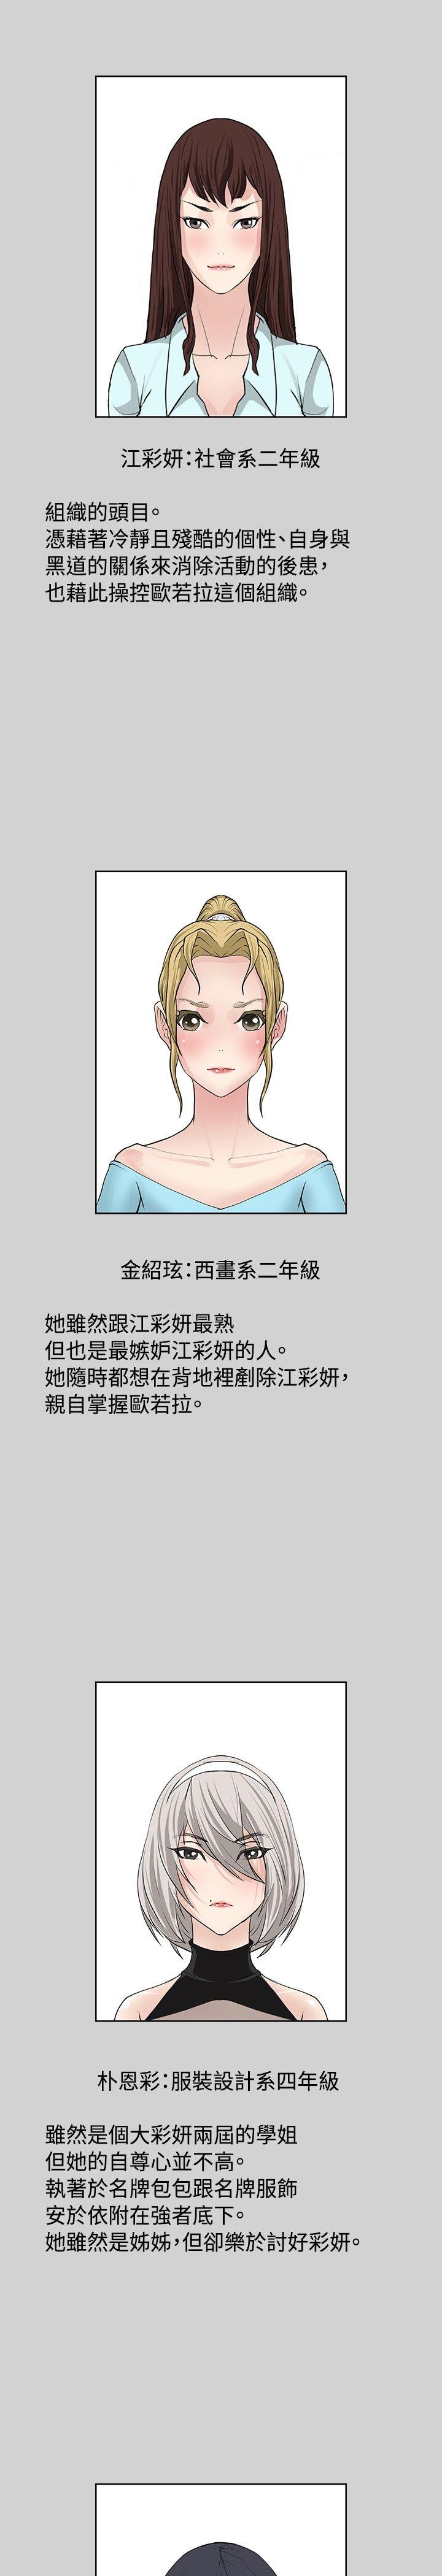 江彩妍：社會系二年級
組織的頭目。
憑藉著冷靜且殘酷的個性、自身與
黑道的關係來消除活動的後患，
也藉此操控歐若拉這個組織。
金紹玹：西畫系二年級
她雖然跟江彩妍最熟
但也是最嫉妒江彩妍的人。
她隨時都想在背地裡剷除江彩妍，
親自掌握歐若拉。
朴恩彩：服裝設計系四年級
雖然是個大彩妍兩屆的學姐
但她的自尊心並不高。
執著於名牌包包跟名牌服飾
安於依附在強者底下。
她雖然是姊姊，但卻樂於討好彩妍。